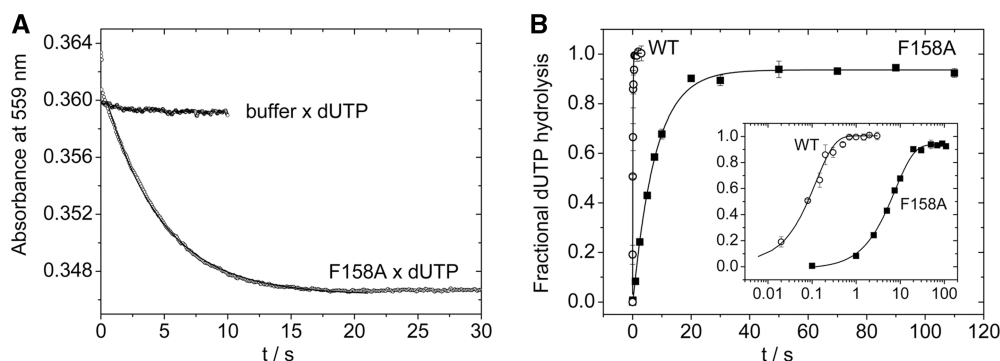 A
Absorbance at 559 nm
0.364
0.360
0.356
0.352
0.348
buffer x dUTP
F158A x dUTP
0 5 10 15 20 25 30
t / s
B
Fractional dUTP hydrolysis
1.0
0.8
0.6
0.4
0.2
0.0
WT
F158A
1.0
0.8
0.6
0.4
0.2
0.0
WT
F158A
0.01 0.1 1 10 100
0 20 40 60 80 100 120
t / s